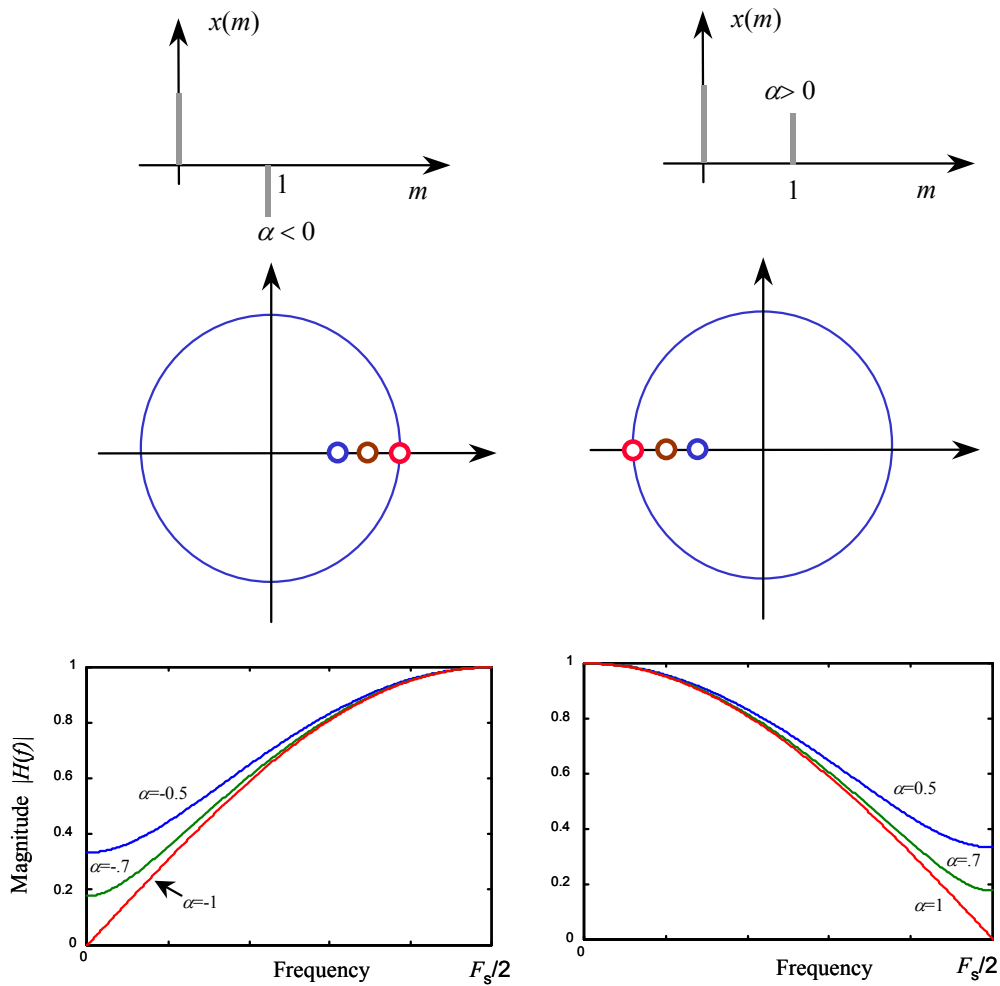 x(m)
α < 0
1
m
x(m)
α> 0
1
m
1
0.8
0.6
0.4
0.2
0
0
Magnitude |H(f)|
α=-0.5
α=-.7
α=-1
Frequency
Fs/2
1
0.8
0.6
0.4
0.2
0
0
α=0.5
α=.7
α=1
Frequency
Fs/2